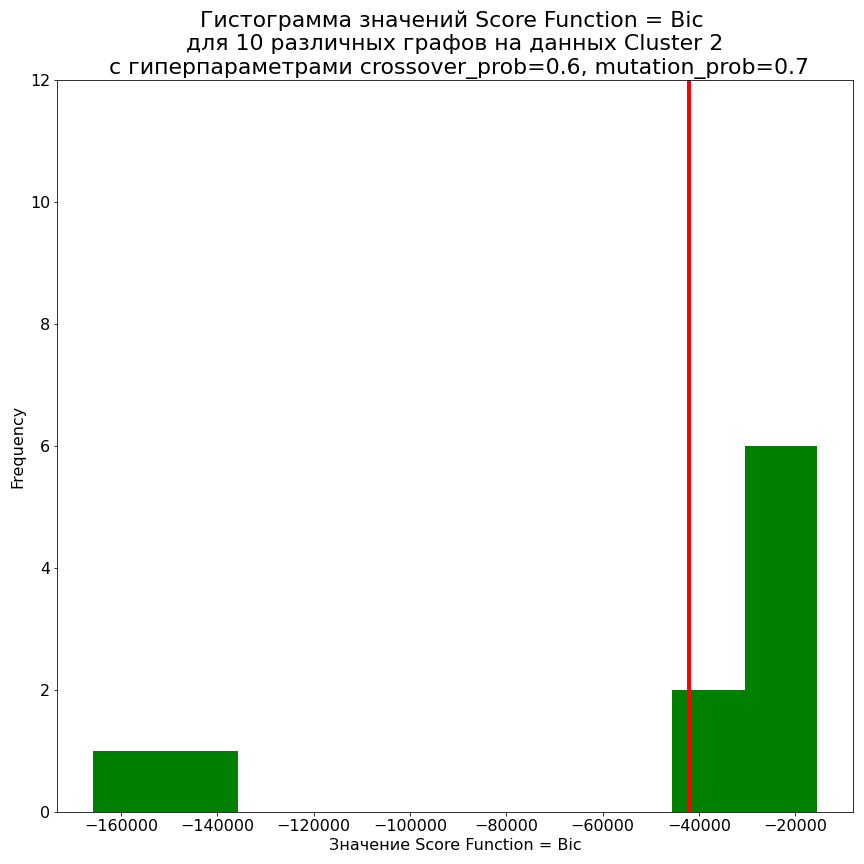 Гистограмма значений Score Function = Bic
для 10 различных графов на данных Cluster 2
с гиперпараметрами crossover_prob=0.6, mutation_prob=0.7
12
10
8
6
4
2
0
Frequency
−160000 −140000 −120000 −100000 −80000 −60000 −40000 −20000
Значение Score Function = Bic